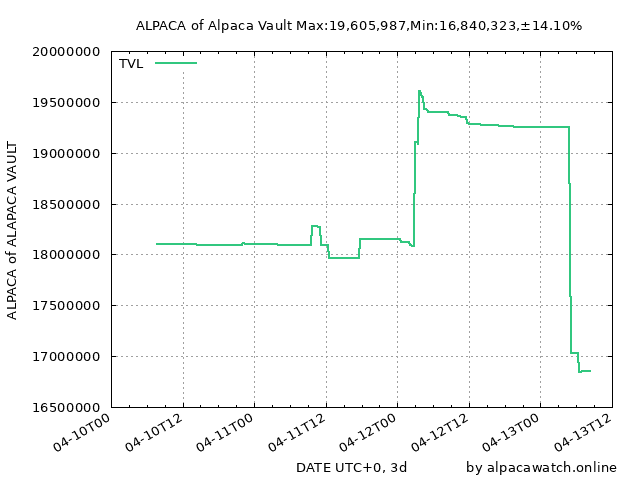 ALPACA of Alpaca Vault Max:19,605,987,Min:16,840,323,±14.10%
TVL
20000000
19500000
19000000
18500000
18000000
17500000
17000000
16500000
ALPACA of ALAPACA VAULT
04-10T00
04-10T12
04-11T00
04-11T12
04-12T00
04-12T12
04-13T00
04-13T12
DATE UTC+0, 3d
by alpacawatch.online